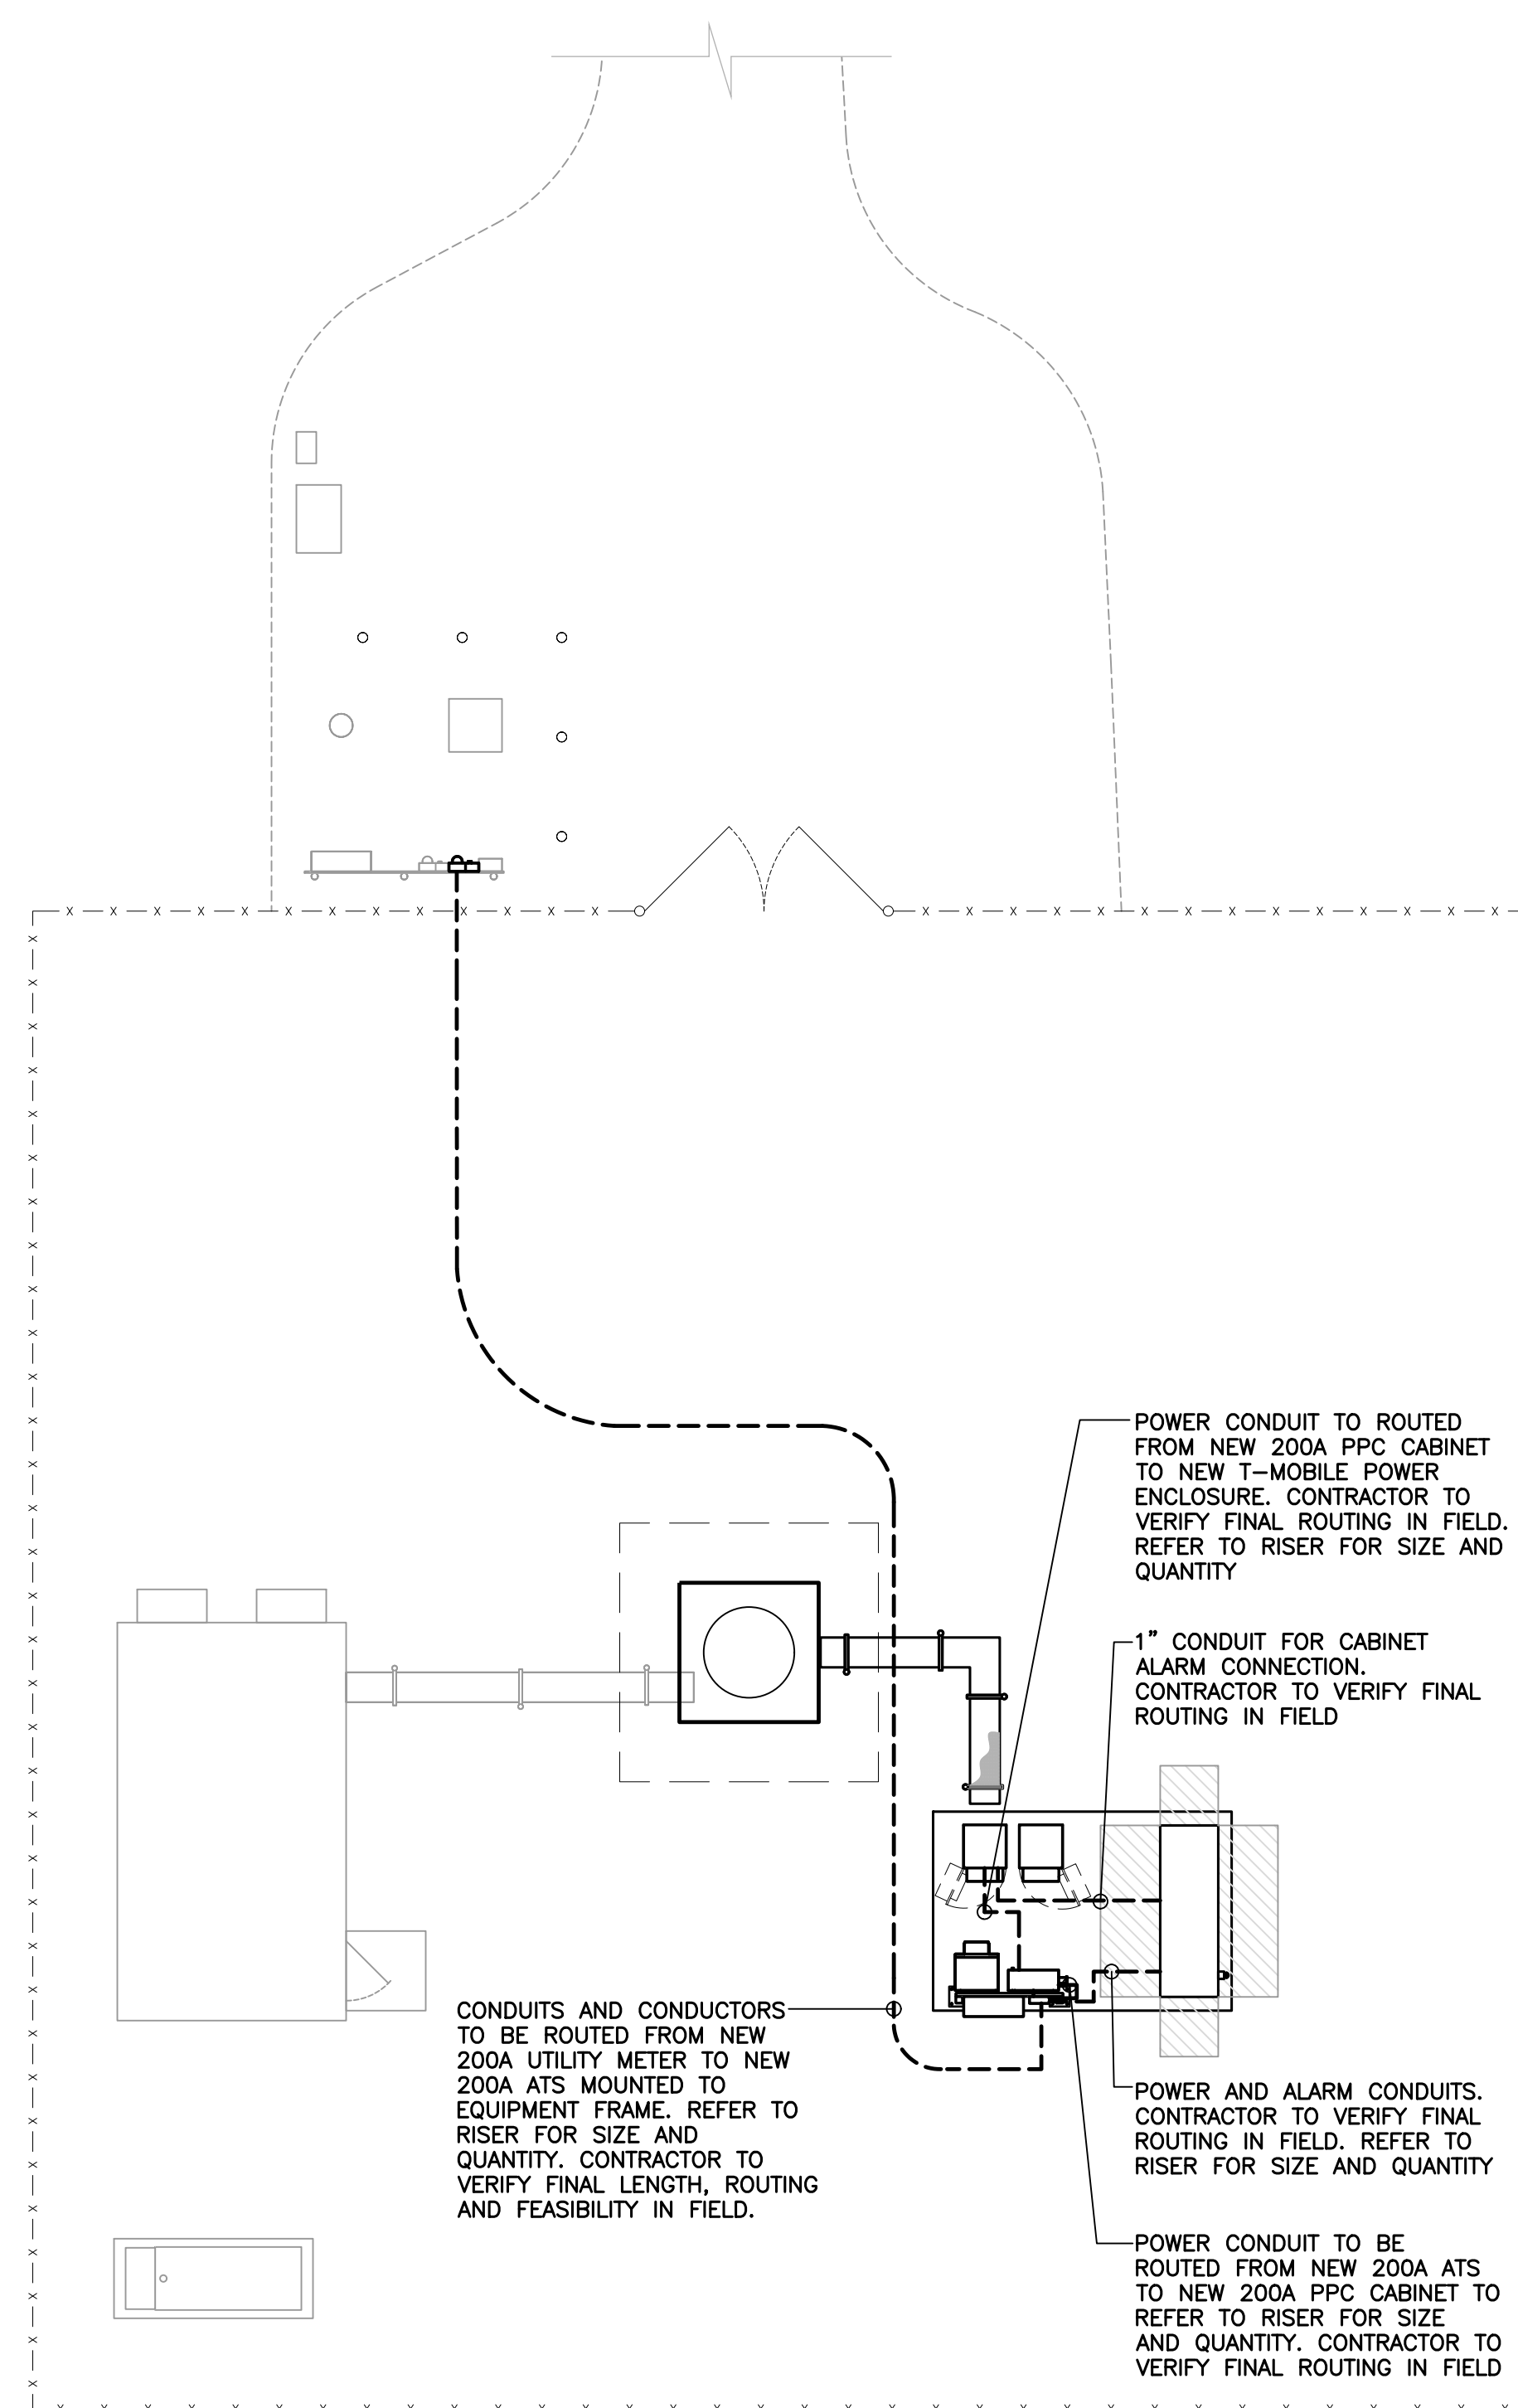 POWER CONDUIT TO ROUTED
FROM NEW 200A PPC CABINET
TO NEW T-MOBILE POWER
ENCLOSURE. CONTRACTOR TO
VERIFY FINAL ROUTING IN FIELD.
REFER TO RISER FOR SIZE AND
QUANTITY
1" CONDUIT FOR CABINET
ALARM CONNECTION.
CONTRACTOR TO VERIFY FINAL
ROUTING IN FIELD
CONDUITS AND CONDUCTORS
TO BE ROUTED FROM NEW
200A UTILITY METER TO NEW
200A ATS MOUNTED TO
EQUIPMENT FRAME. REFER TO
RISER FOR SIZE AND
QUANTITY. CONTRACTOR TO
VERIFY FINAL LENGTH, ROUTING
AND FEASIBILITY IN FIELD.
POWER AND ALARM CONDUITS.
CONTRACTOR TO VERIFY FINAL
ROUTING IN FIELD. REFER TO
RISER FOR SIZE AND QUANTITY
POWER CONDUIT TO BE
ROUTED FROM NEW 200A ATS
TO NEW 200A PPC CABINET TO
REFER TO RISER FOR SIZE
AND QUANTITY. CONTRACTOR TO
VERIFY FINAL ROUTING IN FIELD